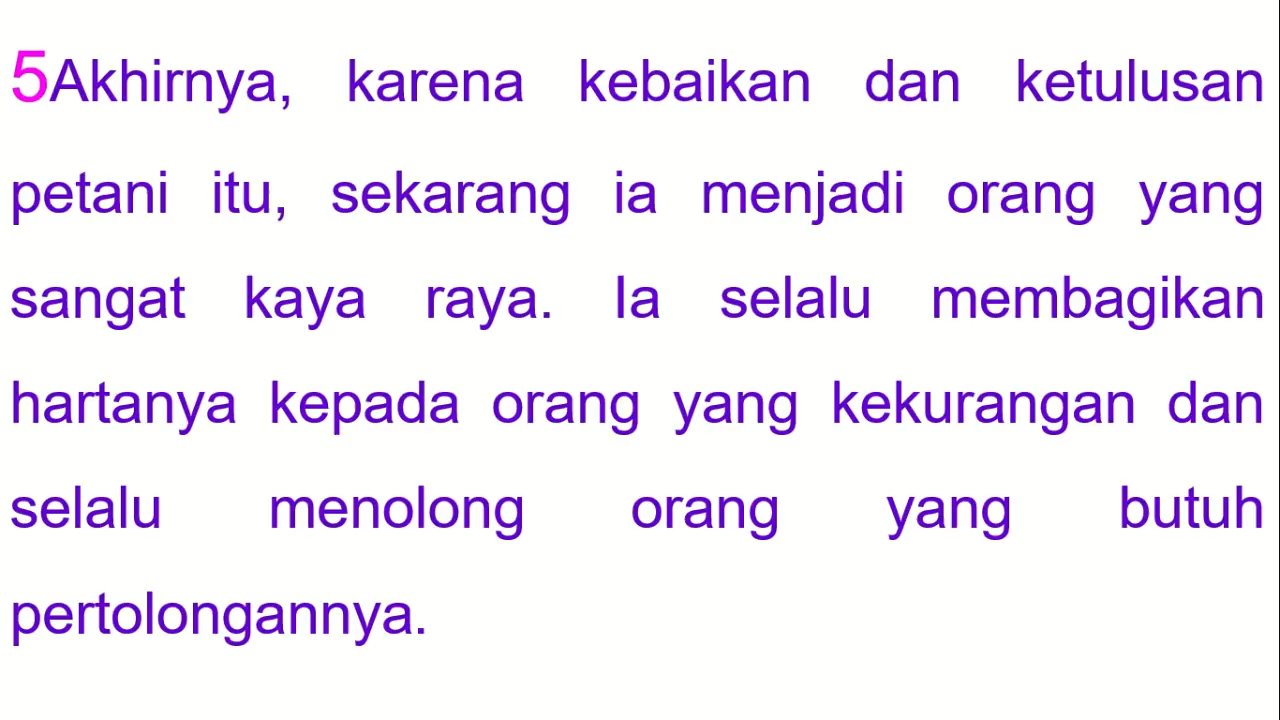 5Akhirnya, karena kebaikan dan ketulusan
petani itu, sekarang ia menjadi orang yang
sangat kaya raya. Ia selalu membagikan
hartanya kepada orang yang kekurangan dan
selalu menolong orang yang butuh
pertolongannya.